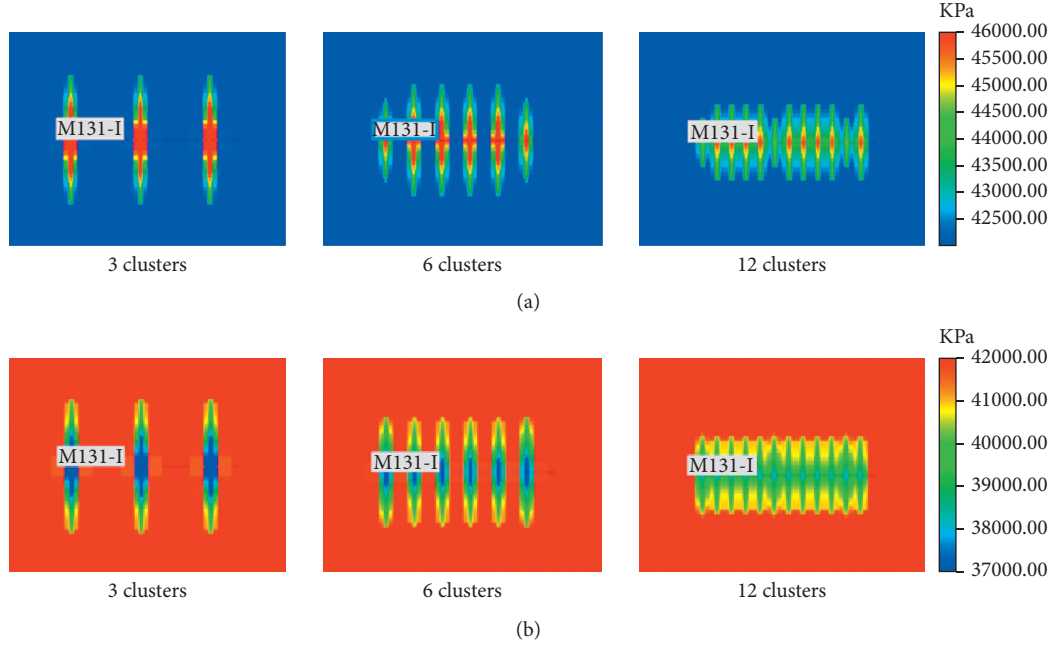 KPa
46000.00
45500.00
45000.00
44500.00
44000.00
43500.00
43000.00
42500.00
M131-I
M131-I
M131-I
3 clusters
6 clusters
12 clusters
(a)
KPa
42000.00
41000.00
40000.00
39000.00
38000.00
37000.00
M131-I
M131-I
M131-I
3 clusters
6 clusters
12 clusters
(b)